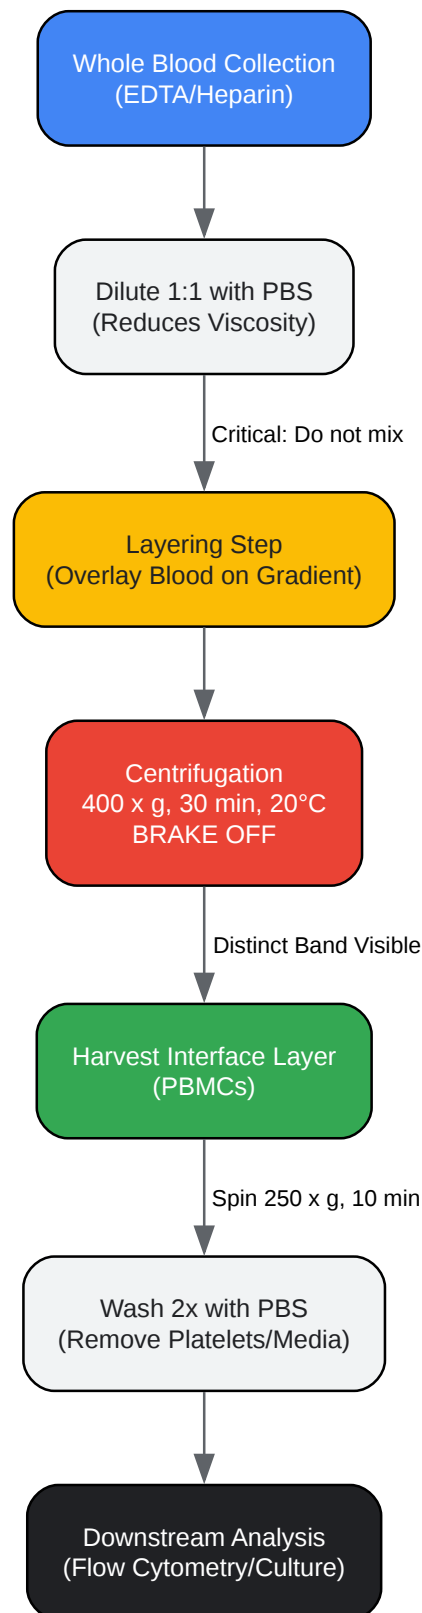 Whole Blood Collection
(EDTA/Heparin)
Dilute 1:1 with PBS
(Reduces Viscosity)
Critical: Do not mix
Layering Step
(Overlay Blood on Gradient)
Centrifugation
400 x g, 30 min, 20°C
BRAKE OFF
Distinct Band Visible
Harvest Interface Layer
(PBMCs)
Spin 250 x g, 10 min
Wash 2x with PBS
(Remove Platelets/Media)
Downstream Analysis
(Flow Cytometry/Culture)